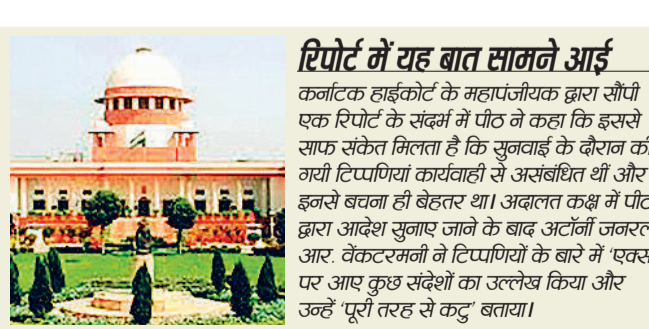 रिपोर्ट में यह बात सामने आई
कर्नाटक हाईकोर्ट के महापंजीयक द्वारा सौंपी
एक रिपोर्ट के संदर्भ में पीठ ने कहा कि इससे
साफ संकेत मिलता है कि सुनवाई के दौरान की
गयी टिप्पणियां कार्यवाही से असंबंधित थीं और
इनसे बचना ही बेहतर था। अदालत कक्ष में पीठ
द्वारा आदेश सुनाए जाने के बाद अटॉर्नी जनरल
आर. वेंकटरमनी ने टिप्पणियों के बारे में ‘एक्स
पर आए कुछ संदेशों का उल्लेख किया और
उन्हें ‘पूरी तरह से कटु’ बताया।